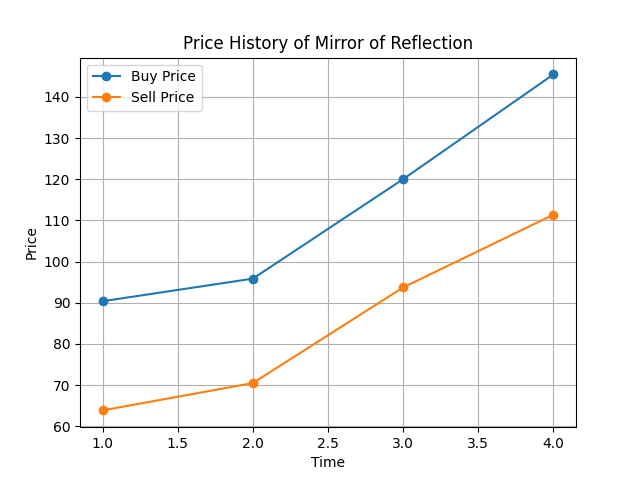 Price History of Mirror of Reflection
Buy Price
Sell Price
140
130
120
110
100
90
80
70
60
Price
1.0 1.5 2.0 2.5 3.0 3.5 4.0
Time